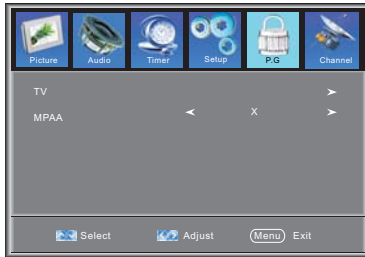 Picture Audio Timer Setup P.G Channel
TV
MPAA X
Select Adjust Menu Exit